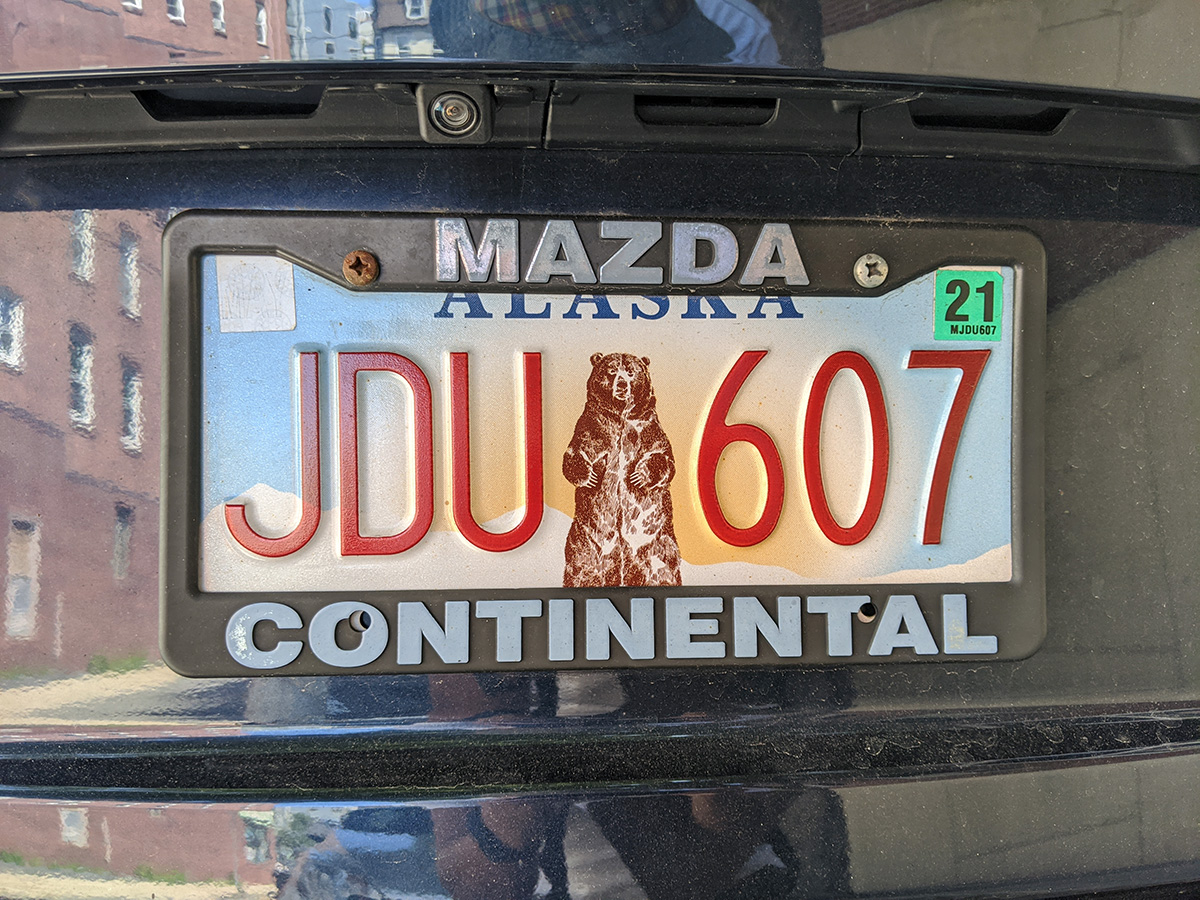 MAZDA
ALASKA
21
MJDU607
JDU 607
CONTINENTAL